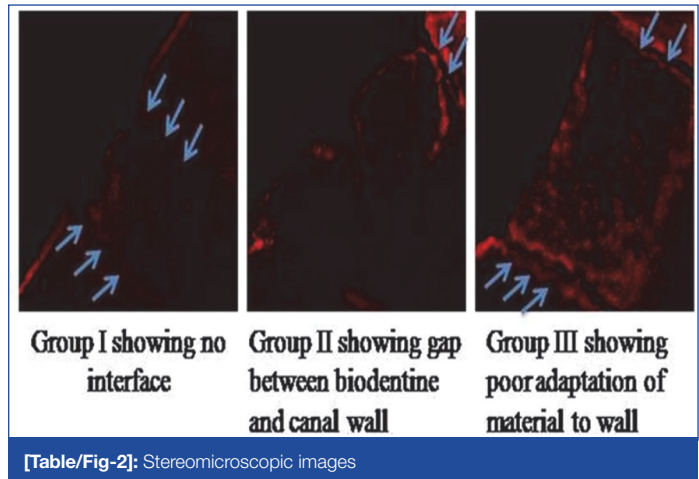 Group I showing no
interface
Group II showing gap
between biodentine
and canal wall
Group III showing
poor adaptation of
material to wall
[Table/Fig-2]: Stereomicroscopic images